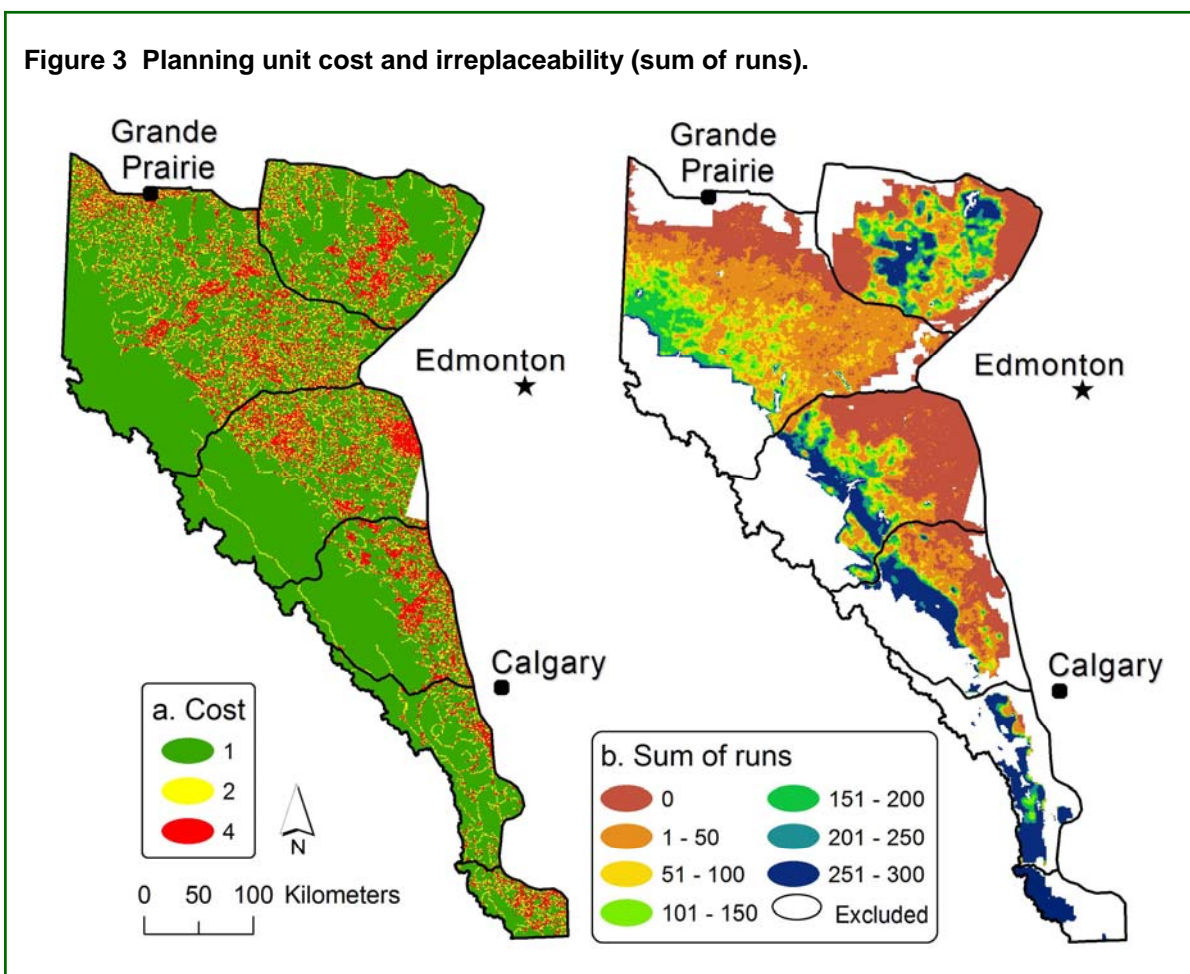 Figure 3 Planning unit cost and irreplaceability (sum of runs).
Grande
Prairie
Edmonton
Calgary
a. Cost
1
2
4
N
0 50 100 Kilometers
Grande
Prairie
Edmonton
Calgary
b. Sum of runs
0
1 - 50
51 - 100
101 - 150
151 - 200
201 - 250
251 - 300
Excluded